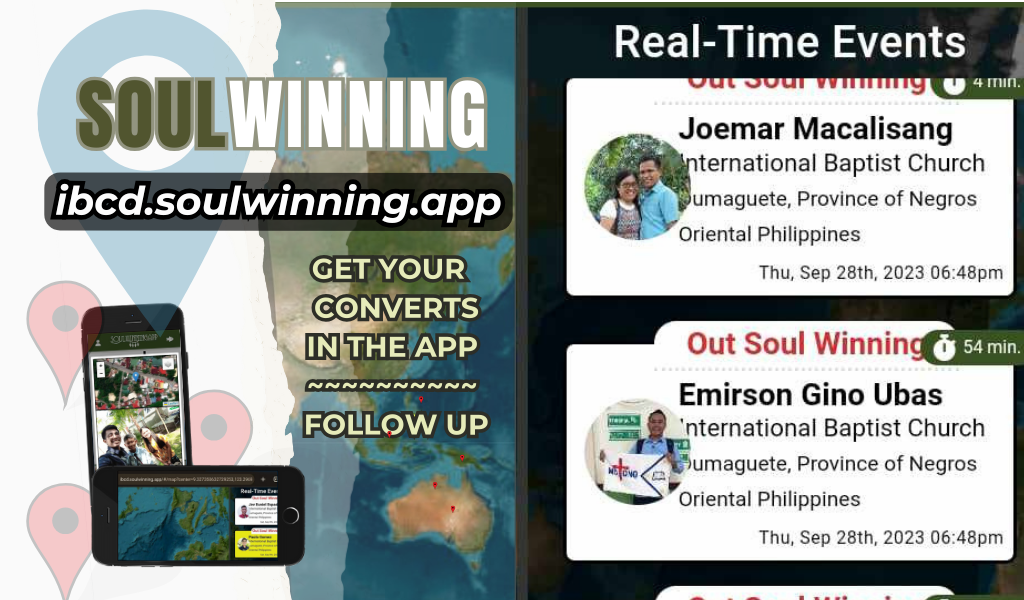 SOULWINNING
ibcd.soulwinning.app
GET YOUR
CONVERTS
IN THE APP
~~~~~~~~~~
FOLLOW UP
Real-Time Events
Out Soul Winning
4 min.
Joemar Macalisang
International Baptist Church
Dumaguete, Province of Negros
Oriental Philippines
Thu, Sep 28th, 2023 06:48pm
Out Soul Winning
54 min.
Emirson Gino Ubas
International Baptist Church
Dumaguete, Province of Negros
Oriental Philippines
Thu, Sep 28th, 2023 06:48pm
Out Soul Winning
Real-Time Even